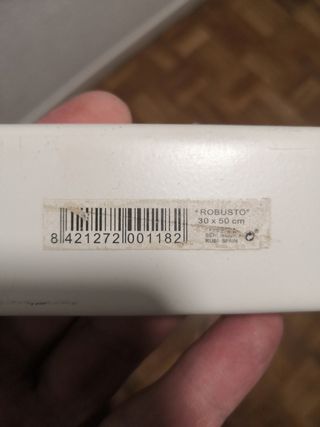 "ROBUSTO"
30 x 50 cm
RUBI SPAIN
8 421272 001182